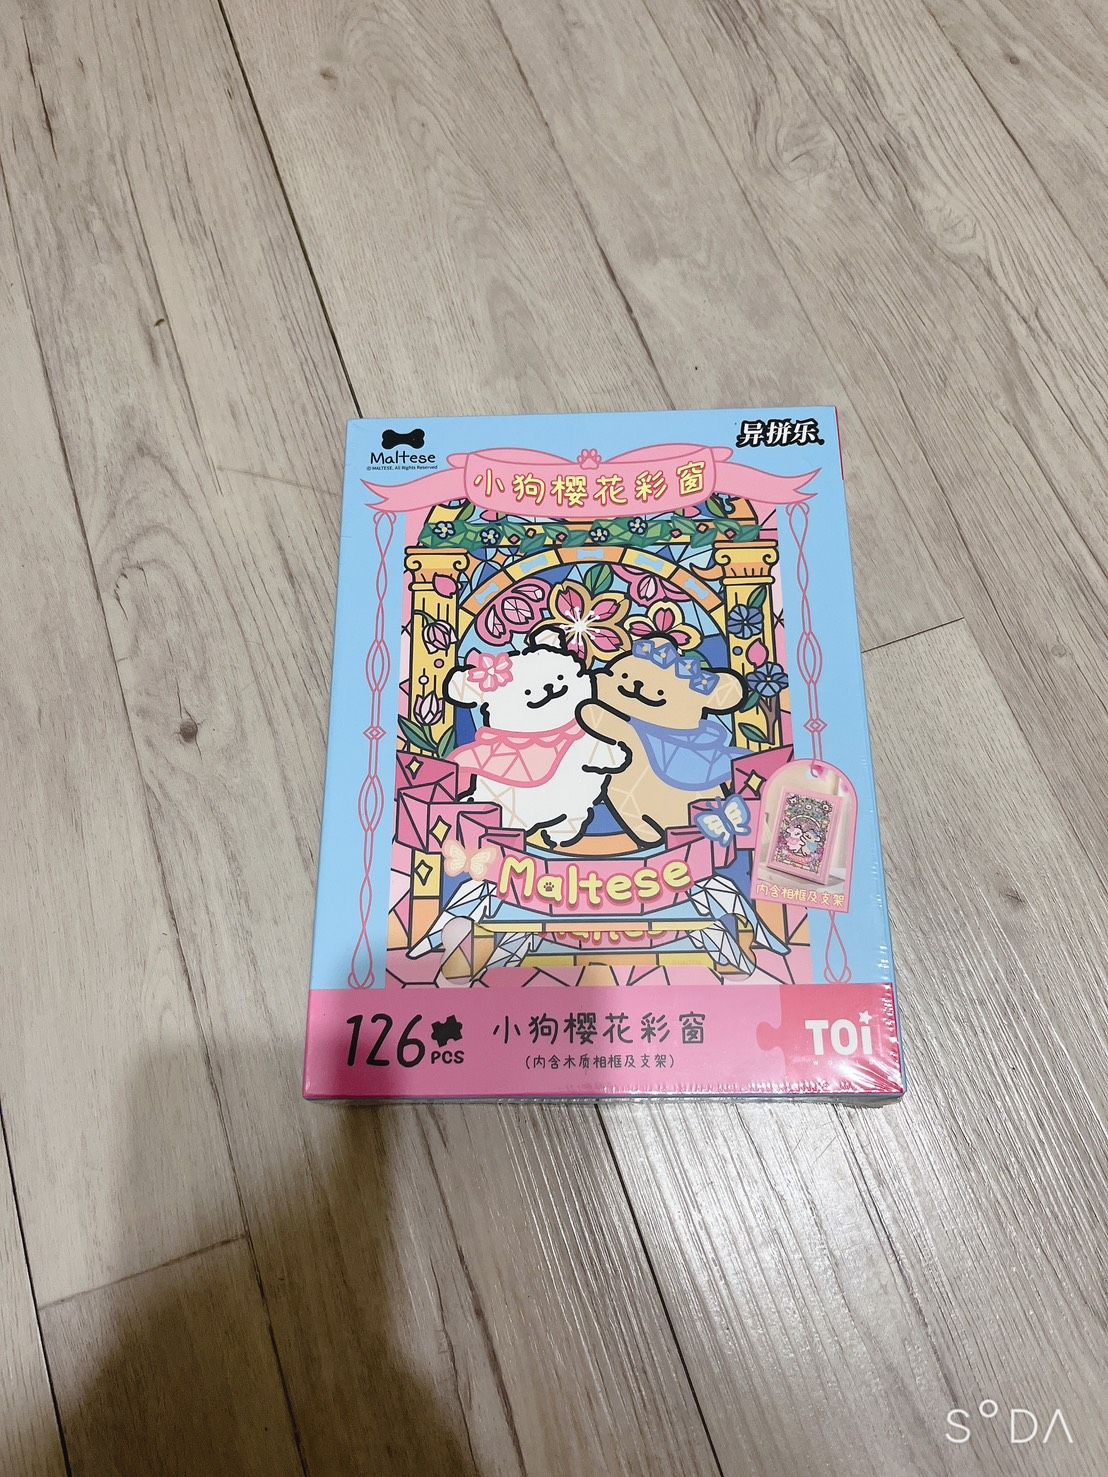 Maltese
© MALTESE. All Rights Reserved
异拼乐
小狗樱花彩窗
Maltese
内含相框及支架
126 PCS
小狗樱花彩窗
(内含木质相框及支架)
TOi
SODA